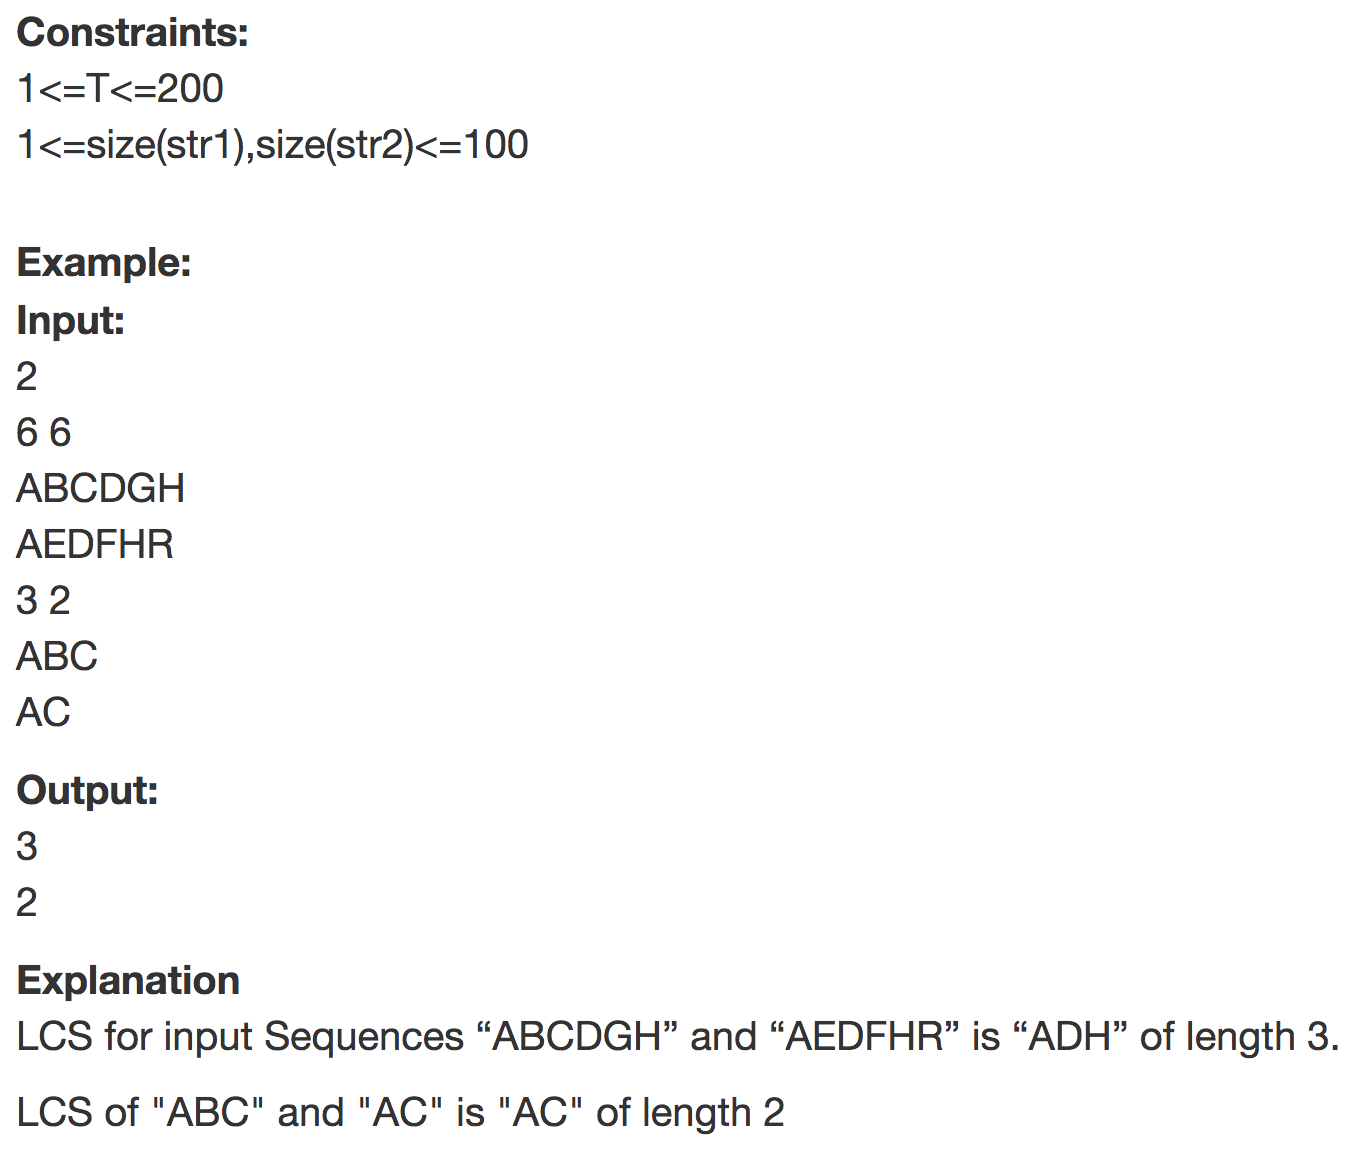 Constraints:
1<=T<=200
1<=size(str1),size(str2)<=100
Example:
Input:
2
6 6
ABCDGH
AEDFHR
3 2
ABC
AC
Output:
3
2
Explanation
LCS for input Sequences “ABCDGH” and “AEDFHR” is “ADH” of length 3.
LCS of "ABC" and "AC" is "AC" of length 2